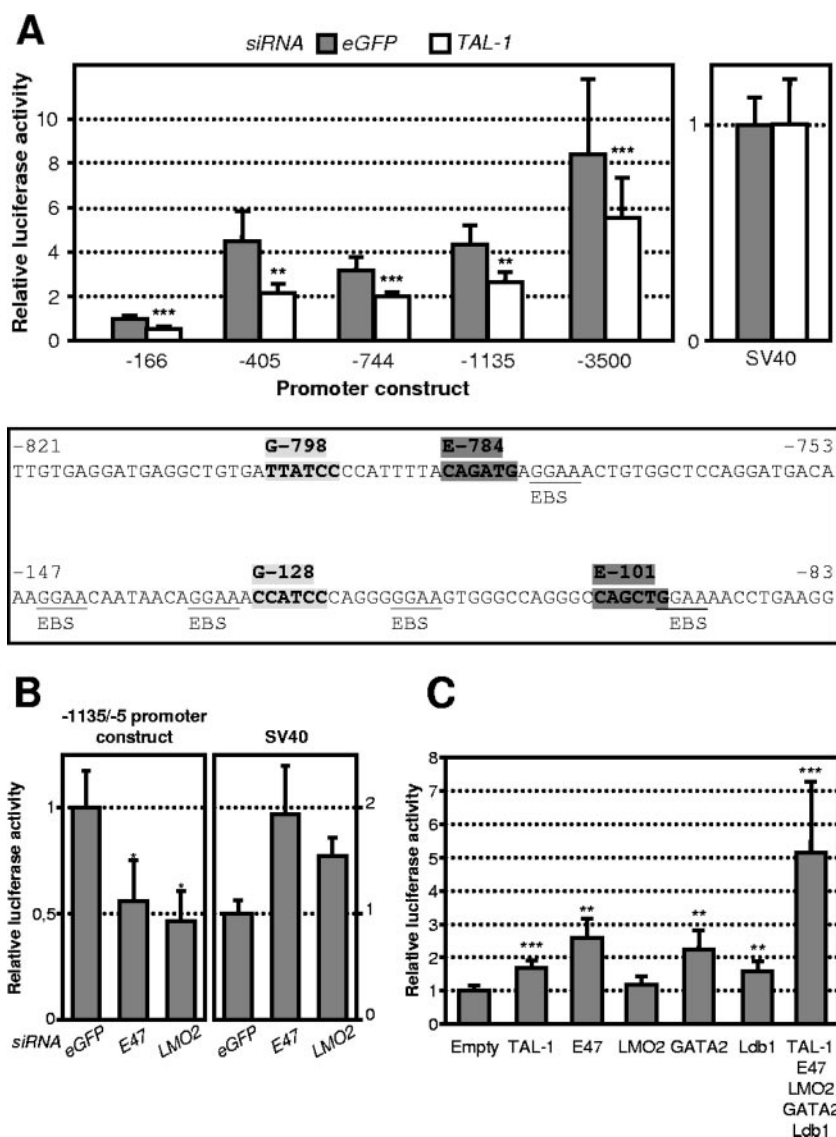 A
siRNA eGFP TAL-1
Relative luciferase activity
10
8
6
4
2
0
*** ** *** ** ***
-166 -405 -744 -1135 -3500
Promoter construct
1
0
SV40
-821 G-798 E-784 -753
TTGTGAGGATGAGGCTGTGATTATCCCCATTTTACAGATGAGGAAACTGTGGCTCCAGGATGACA
EBS
-147 G-128 E-101 -83
AAGGAACAATAACAGGAAACCATCCCAGGGGGAAGTGGGCCAGGGCCAGCTGGGAAAACCTGAAGG
EBS EBS EBS EBS
B
-1135/-5 promoter
construct
SV40
Relative luciferase activity
1
0,5
0
* *
2
1
0
siRNA eGFP E47 LMO2 eGFP E47 LMO2
C
Relative luciferase activity
8
7
6
5
4
3
2
1
0
*** ** ** ** ***
Empty TAL-1 E47 LMO2 GATA2 Ldb1 TAL-1
E47
LMO2
GATA2
Ldb1